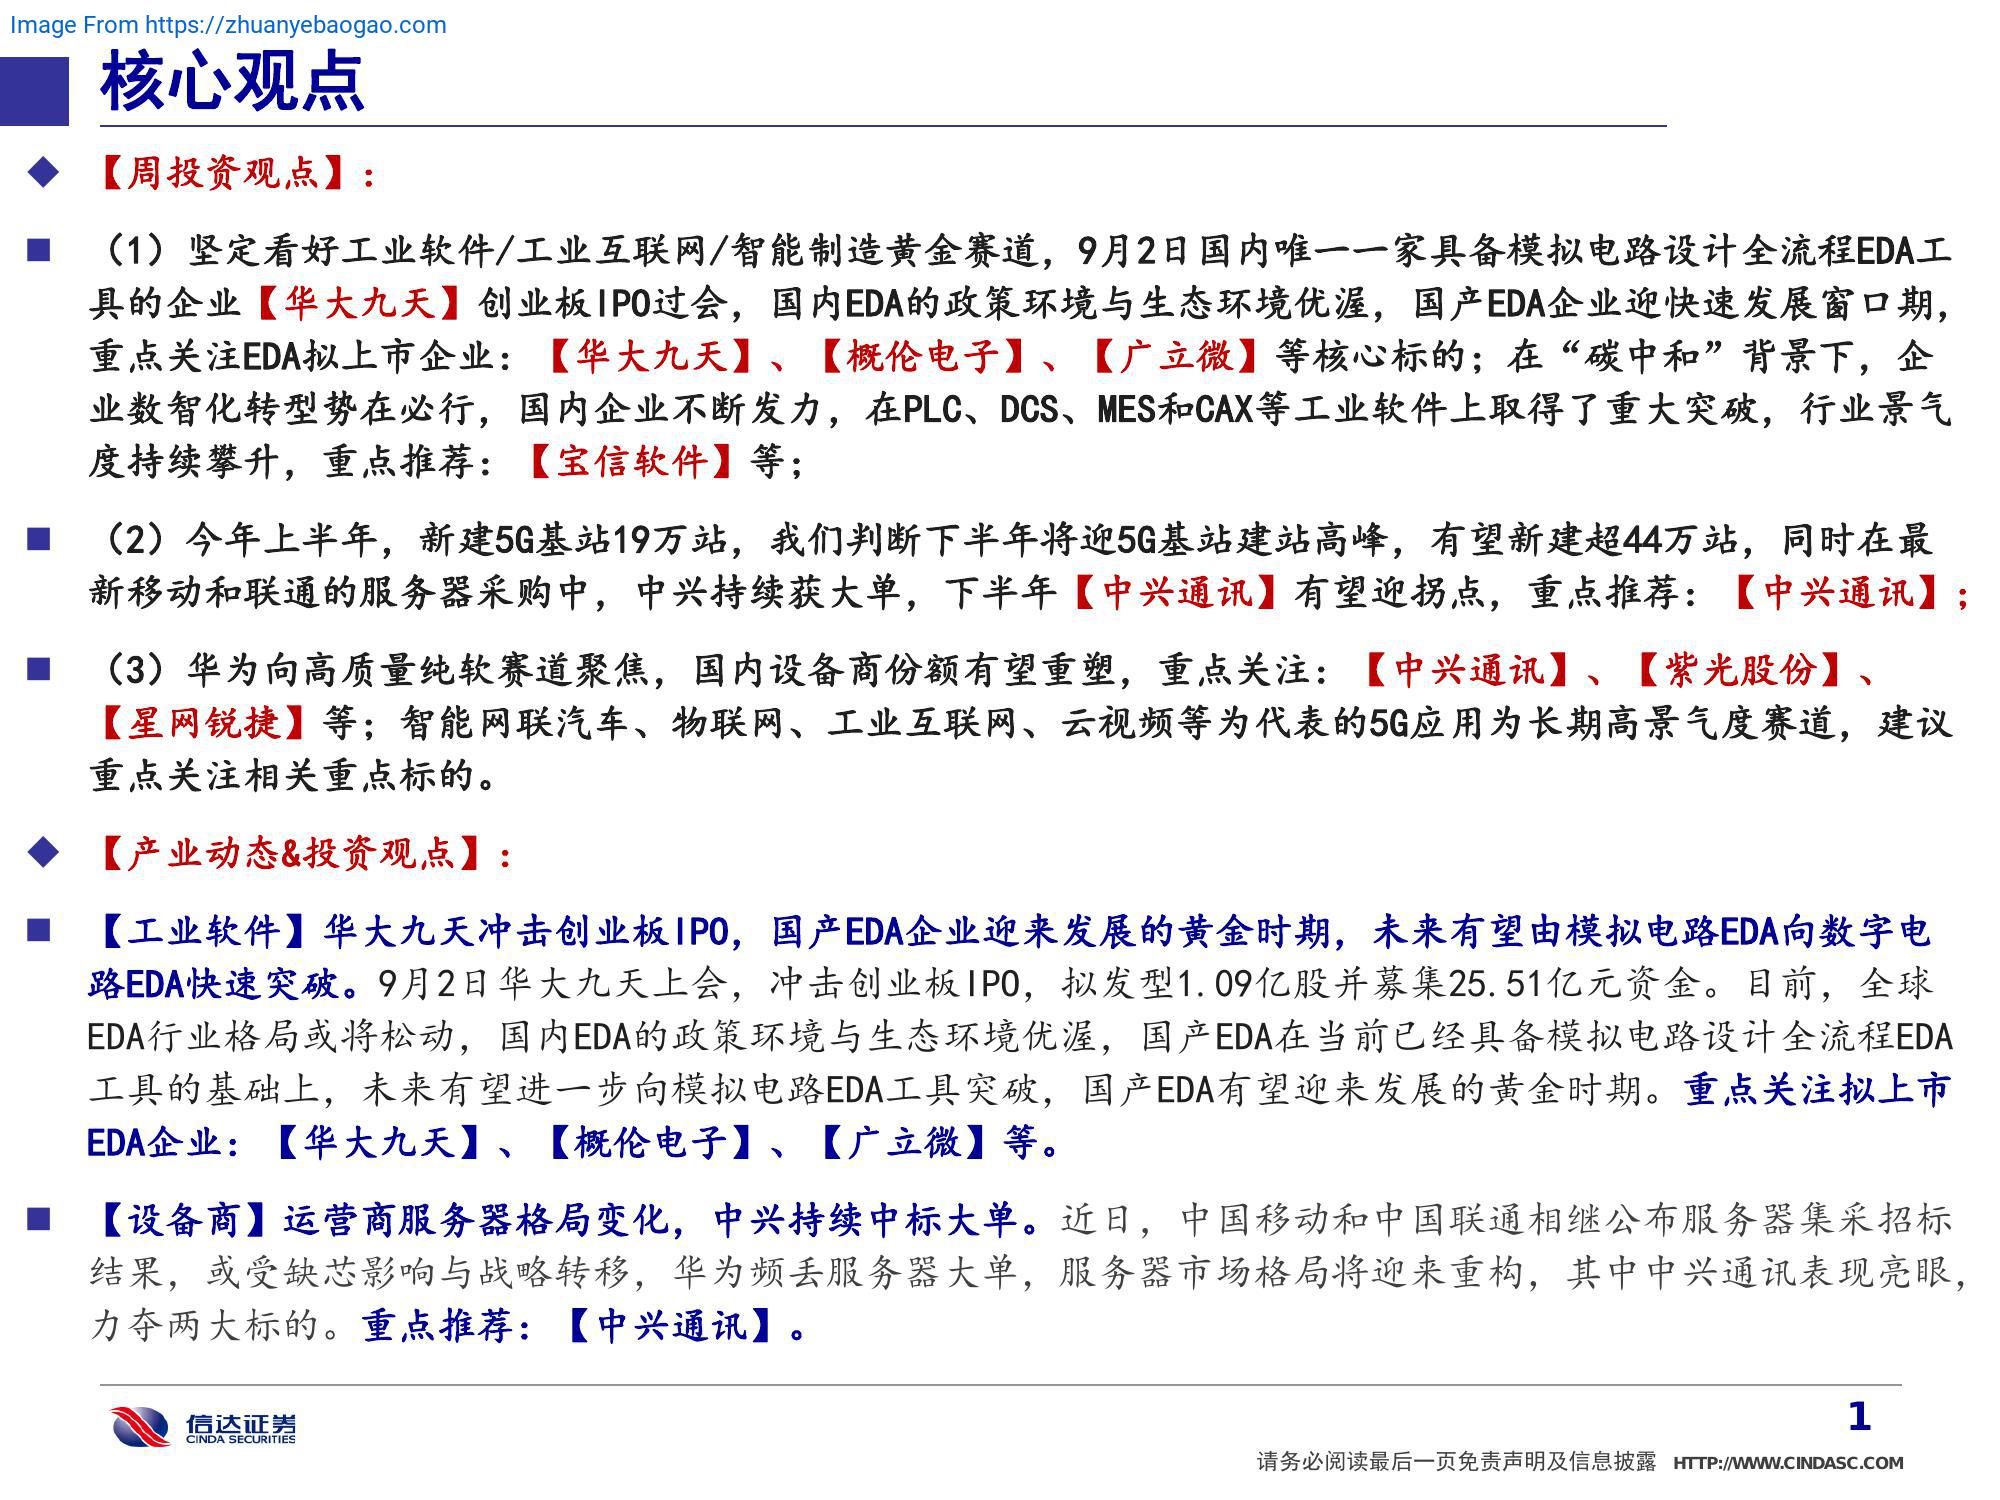 Image From https://zhuanyebaogao.com
核心观点
【周投资观点】：
（1）坚定看好工业软件/工业互联网/智能制造黄金赛道，9月2日国内唯一一家具备模拟电路设计全流程EDA工
具的企业【华大九天】创业板IPO过会，国内EDA的政策环境与生态环境优渥，国产EDA企业迎快速发展窗口期，
重点关注EDA拟上市企业：【华大九天】、【概伦电子】、【广立微】等核心标的；在“碳中和”背景下，企
业数智化转型势在必行，国内企业不断发力，在PLC、DCS、MES和CAX等工业软件上取得了重大突破，行业景气
度持续攀升，重点推荐：【宝信软件】等；
（2）今年上半年，新建5G基站19万站，我们判断下半年将迎5G基站建站高峰，有望新建超44万站，同时在最
新移动和联通的服务器采购中，中兴持续获大单，下半年【中兴通讯】有望迎拐点，重点推荐：【中兴通讯】；
（3）华为向高质量纯软赛道聚焦，国内设备商份额有望重塑，重点关注：【中兴通讯】、【紫光股份】、
【星网锐捷】等；智能网联汽车、物联网、工业互联网、云视频等为代表的5G应用为长期高景气度赛道，建议
重点关注相关重点标的。
【产业动态&投资观点】：
【工业软件】华大九天冲击创业板IPO，国产EDA企业迎来发展的黄金时期，未来有望由模拟电路EDA向数字电
路EDA快速突破。9月2日华大九天上会，冲击创业板IPO，拟发型1.09亿股并募集25.51亿元资金。目前，全球
EDA行业格局或将松动，国内EDA的政策环境与生态环境优渥，国产EDA在当前已经具备模拟电路设计全流程EDA
工具的基础上，未来有望进一步向模拟电路EDA工具突破，国产EDA有望迎来发展的黄金时期。重点关注拟上市
EDA企业：【华大九天】、【概伦电子】、【广立微】等。
【设备商】运营商服务器格局变化，中兴持续中标大单。近日，中国移动和中国联通相继公布服务器集采招标
结果，或受缺芯影响与战略转移，华为频丢服务器大单，服务器市场格局将迎来重构，其中中兴通讯表现亮眼，
力夺两大标的。重点推荐：【中兴通讯】。
信达证券
CINDA SECURITIES
1
请务必阅读最后一页免责声明及信息披露 HTTP://WWW.CINDASC.COM